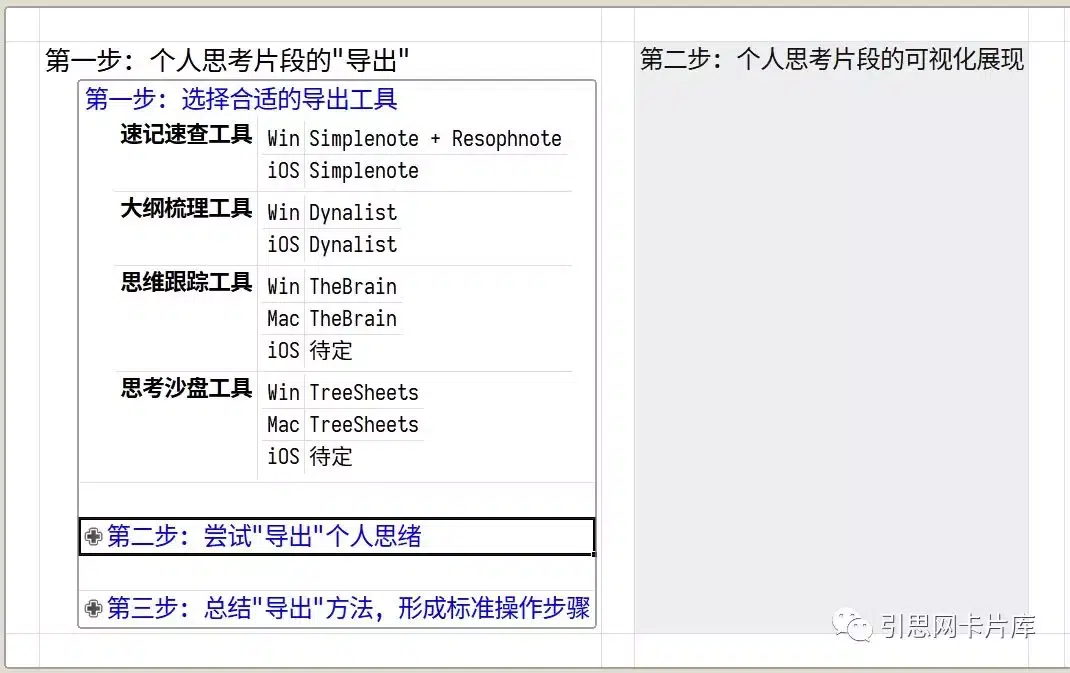 第一步：个人思考片段的"导出"
第一步：选择合适的导出工具
速记速查工具 Win Simplenote + Resophnote
iOS Simplenote
大纲梳理工具 Win Dynalist
iOS Dynalist
思维跟踪工具 Win TheBrain
Mac TheBrain
iOS 待定
思考沙盘工具 Win TreeSheets
Mac TreeSheets
iOS 待定
第二步：尝试"导出"个人思绪
第三步：总结"导出"方法，形成标准操作步骤
第二步：个人思考片段的可视化展现
引思网卡片库